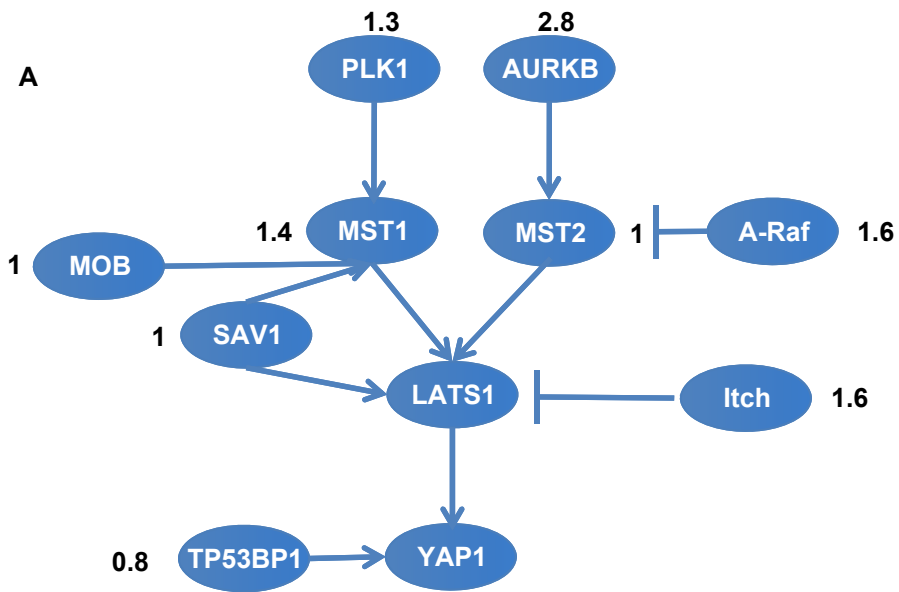 1.3
2.8
A
PLK1
AURKB
1.4
MST1
MST2
1
A-Raf
1.6
1
MOB
1
SAV1
LATS1
Itch
1.6
0.8
TP53BP1
YAP1